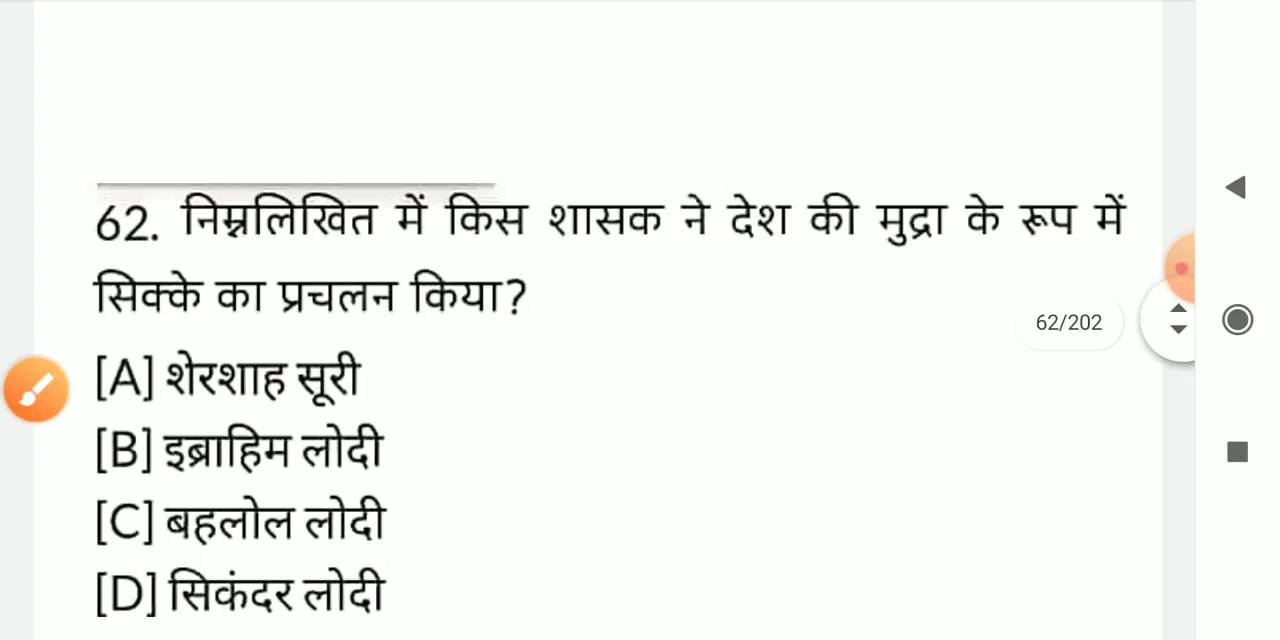 62. निम्नलिखित में किस शासक ने देश की मुद्रा के रूप में
सिक्के का प्रचलन किया?
62/202
[A] शेरशाह सूरी
[B] इब्राहिम लोदी
[C] बहलोल लोदी
[D] सिकंदर लोदी